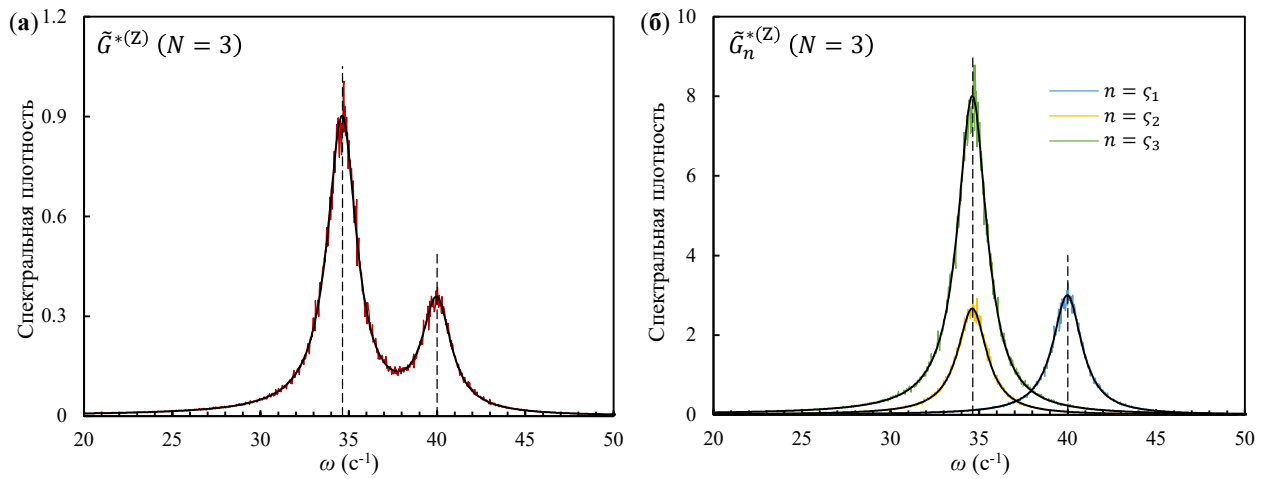 (а)
G̃*(Z) (N = 3)
Спектральная плотность
1.2
0.9
0.6
0.3
0
20 25 30 35 40 45 50
ω (с-1)
(б)
G̃n*(Z) (N = 3)
n = ς1
n = ς2
n = ς3
Спектральная плотность
10
8
6
4
2
0
20 25 30 35 40 45 50
ω (с-1)